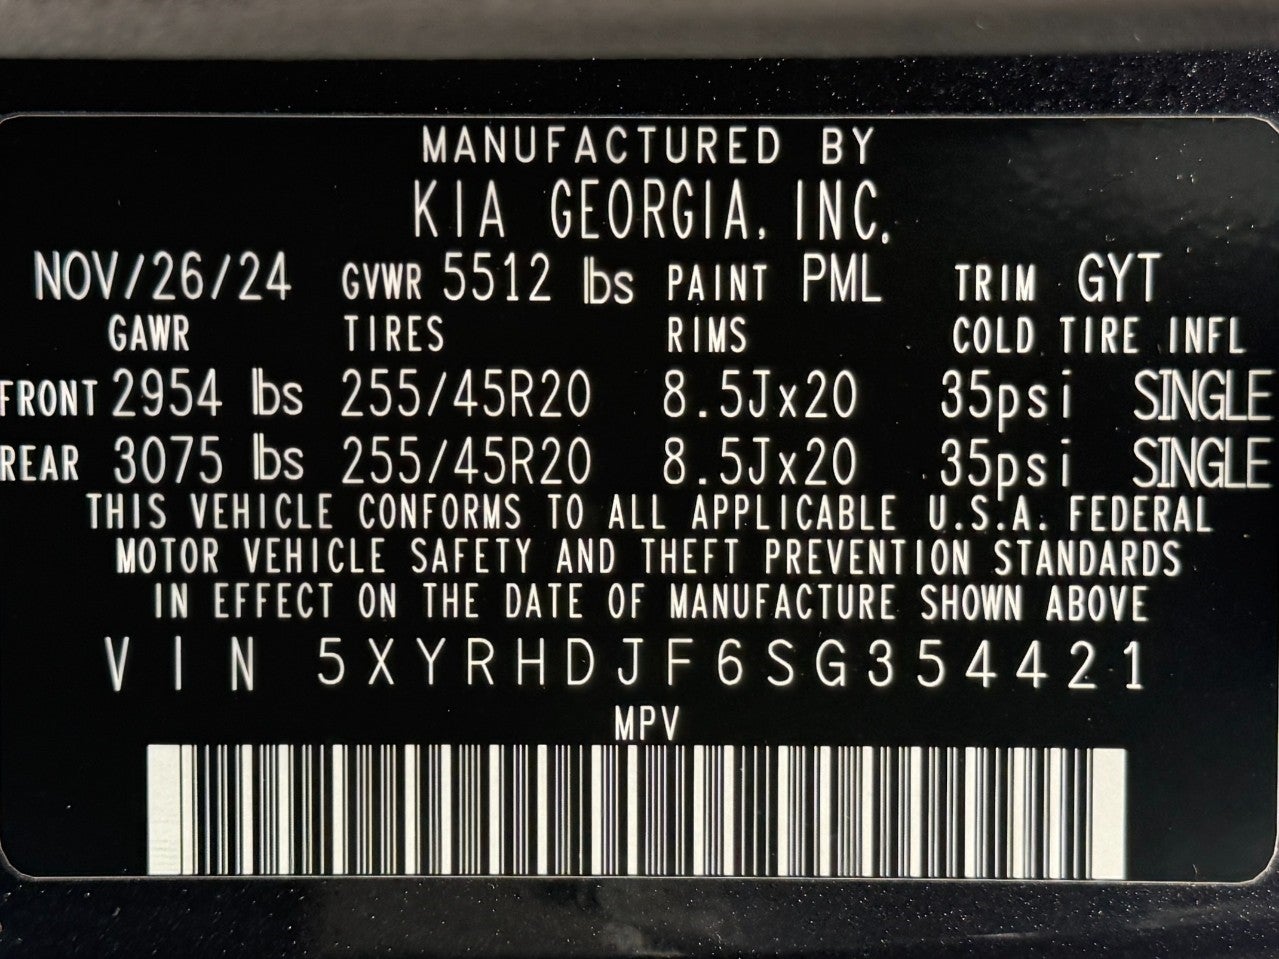 MANUFACTURED BY
KIA GEORGIA, INC.
NOV/26/24 GVWR 5512 lbs PAINT PML TRIM GYT
GAWR TIRES RIMS COLD TIRE INFL
FRONT 2954 lbs 255/45R20 8.5Jx20 35psi SINGLE
REAR 3075 lbs 255/45R20 8.5Jx20 35psi SINGLE
THIS VEHICLE CONFORMS TO ALL APPLICABLE U.S.A. FEDERAL
MOTOR VEHICLE SAFETY AND THEFT PREVENTION STANDARDS
IN EFFECT ON THE DATE OF MANUFACTURE SHOWN ABOVE
VIN 5XYRHDJF6SG354421
MPV